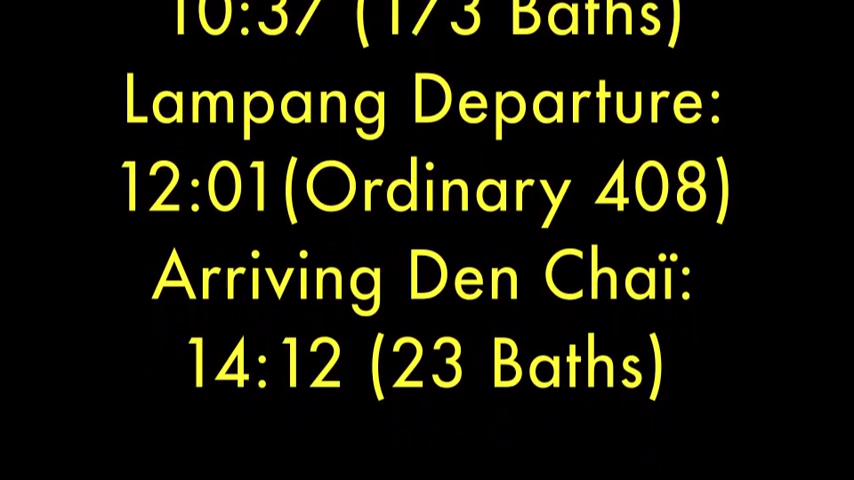 10:37 (173 Baths)
Lampang Departure:
12:01(Ordinary 408)
Arriving Den Chaï:
14:12 (23 Baths)